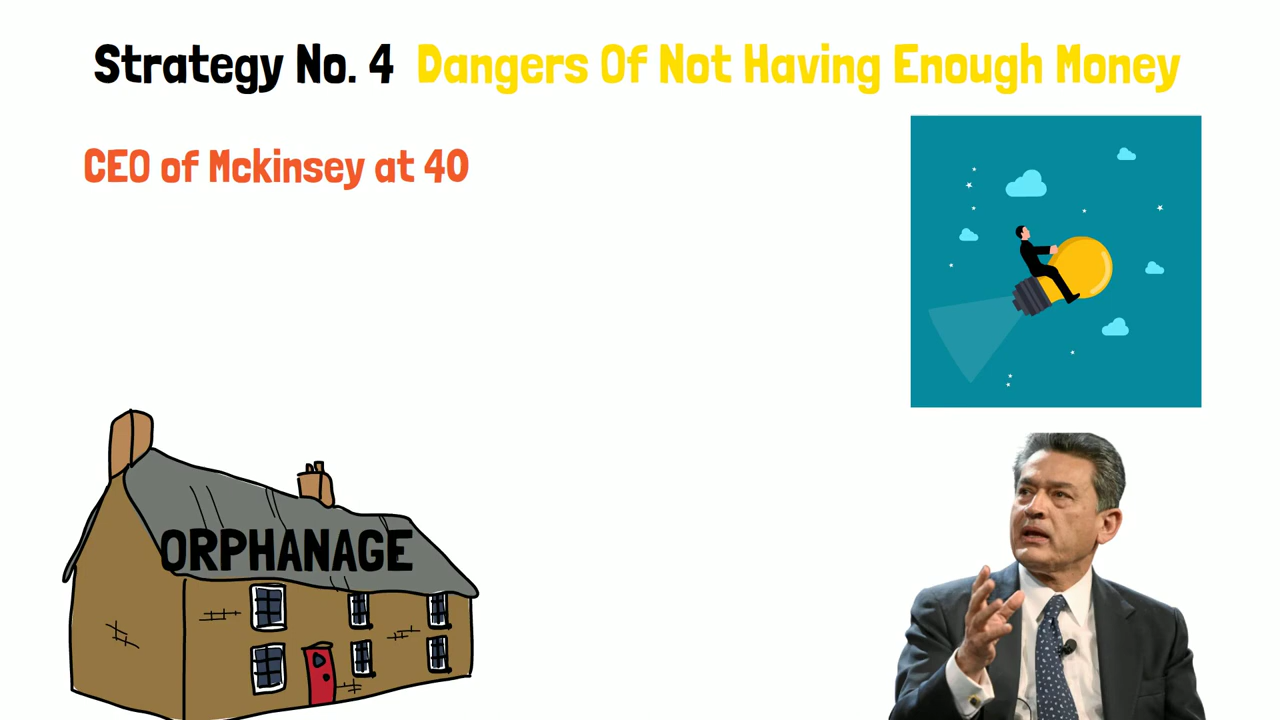 Strategy No. 4 Dangers Of Not Having Enough Money
CEO of Mckinsey at 40
ORPHANAGE